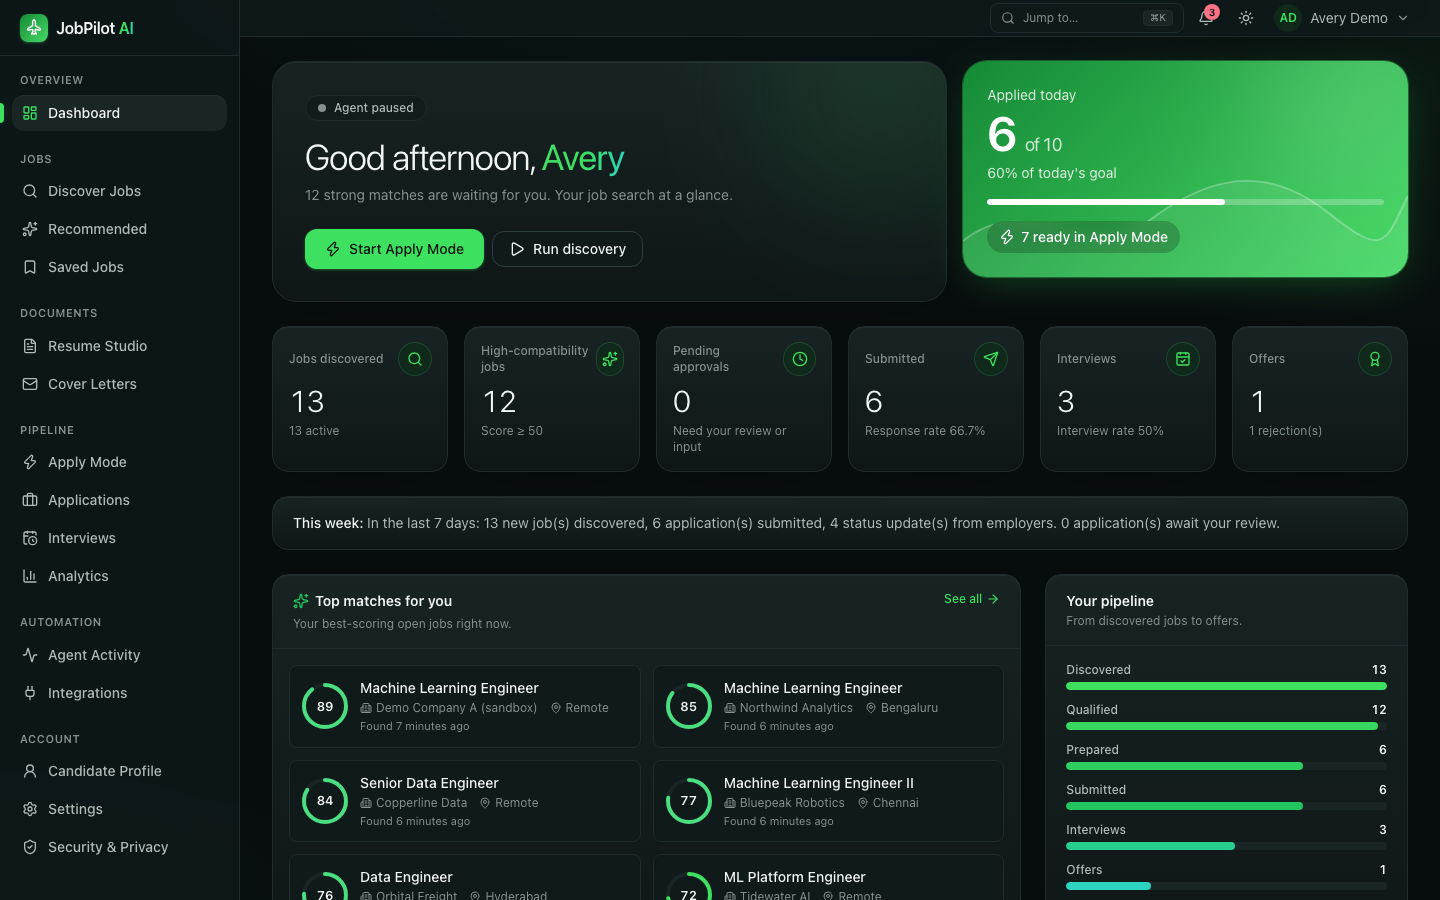 JobPilot AI
Jump to...
⌘K
3
AD
Avery Demo
OVERVIEW
Dashboard
JOBS
Discover Jobs
Recommended
Saved Jobs
DOCUMENTS
Resume Studio
Cover Letters
PIPELINE
Apply Mode
Applications
Interviews
Analytics
AUTOMATION
Agent Activity
Integrations
ACCOUNT
Candidate Profile
Settings
Security & Privacy
Agent paused
Good afternoon, Avery
12 strong matches are waiting for you. Your job search at a glance.
Start Apply Mode
Run discovery
Applied today
6 of 10
60% of today's goal
7 ready in Apply Mode
Jobs discovered
13
13 active
High-compatibility
jobs
12
Score ≥ 50
Pending
approvals
0
Need your review or
input
Submitted
6
Response rate 66.7%
Interviews
3
Interview rate 50%
Offers
1
1 rejection(s)
This week: In the last 7 days: 13 new job(s) discovered, 6 application(s) submitted, 4 status update(s) from employers. 0 application(s) await your review.
Top matches for you
See all
Your best-scoring open jobs right now.
89
Machine Learning Engineer
Demo Company A (sandbox)
Remote
Found 7 minutes ago
85
Machine Learning Engineer
Northwind Analytics
Bengaluru
Found 6 minutes ago
84
Senior Data Engineer
Copperline Data
Remote
Found 6 minutes ago
77
Machine Learning Engineer II
Bluepeak Robotics
Chennai
Found 6 minutes ago
76
Data Engineer
Orbital Freight
Hyderabad
72
ML Platform Engineer
Tidewater AI
Remote
Your pipeline
From discovered jobs to offers.
Discovered
13
Qualified
12
Prepared
6
Submitted
6
Interviews
3
Offers
1